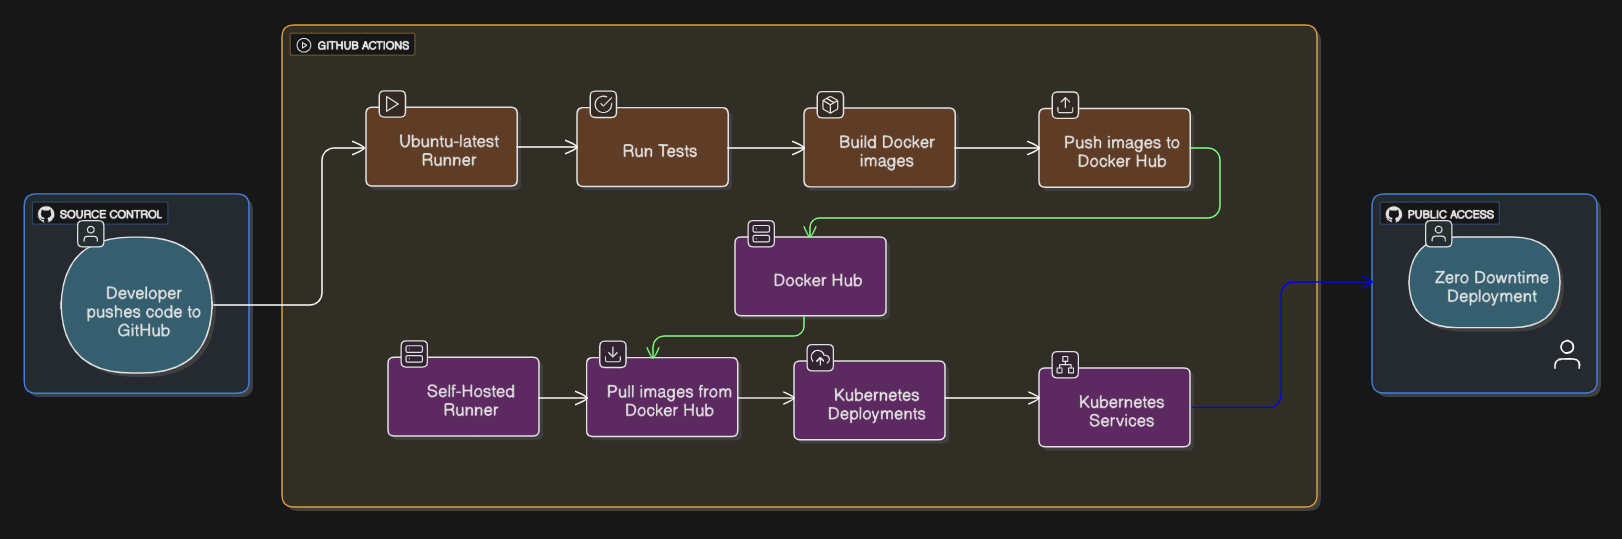 GITHUB ACTIONS
Ubuntu-latest
Runner
Run Tests
Build Docker
images
Push images to
Docker Hub
SOURCE CONTROL
Developer
pushes code to
GitHub
Docker Hub
Self-Hosted
Runner
Pull images from
Docker Hub
Kubernetes
Deployments
Kubernetes
Services
PUBLIC ACCESS
Zero Downtime
Deployment